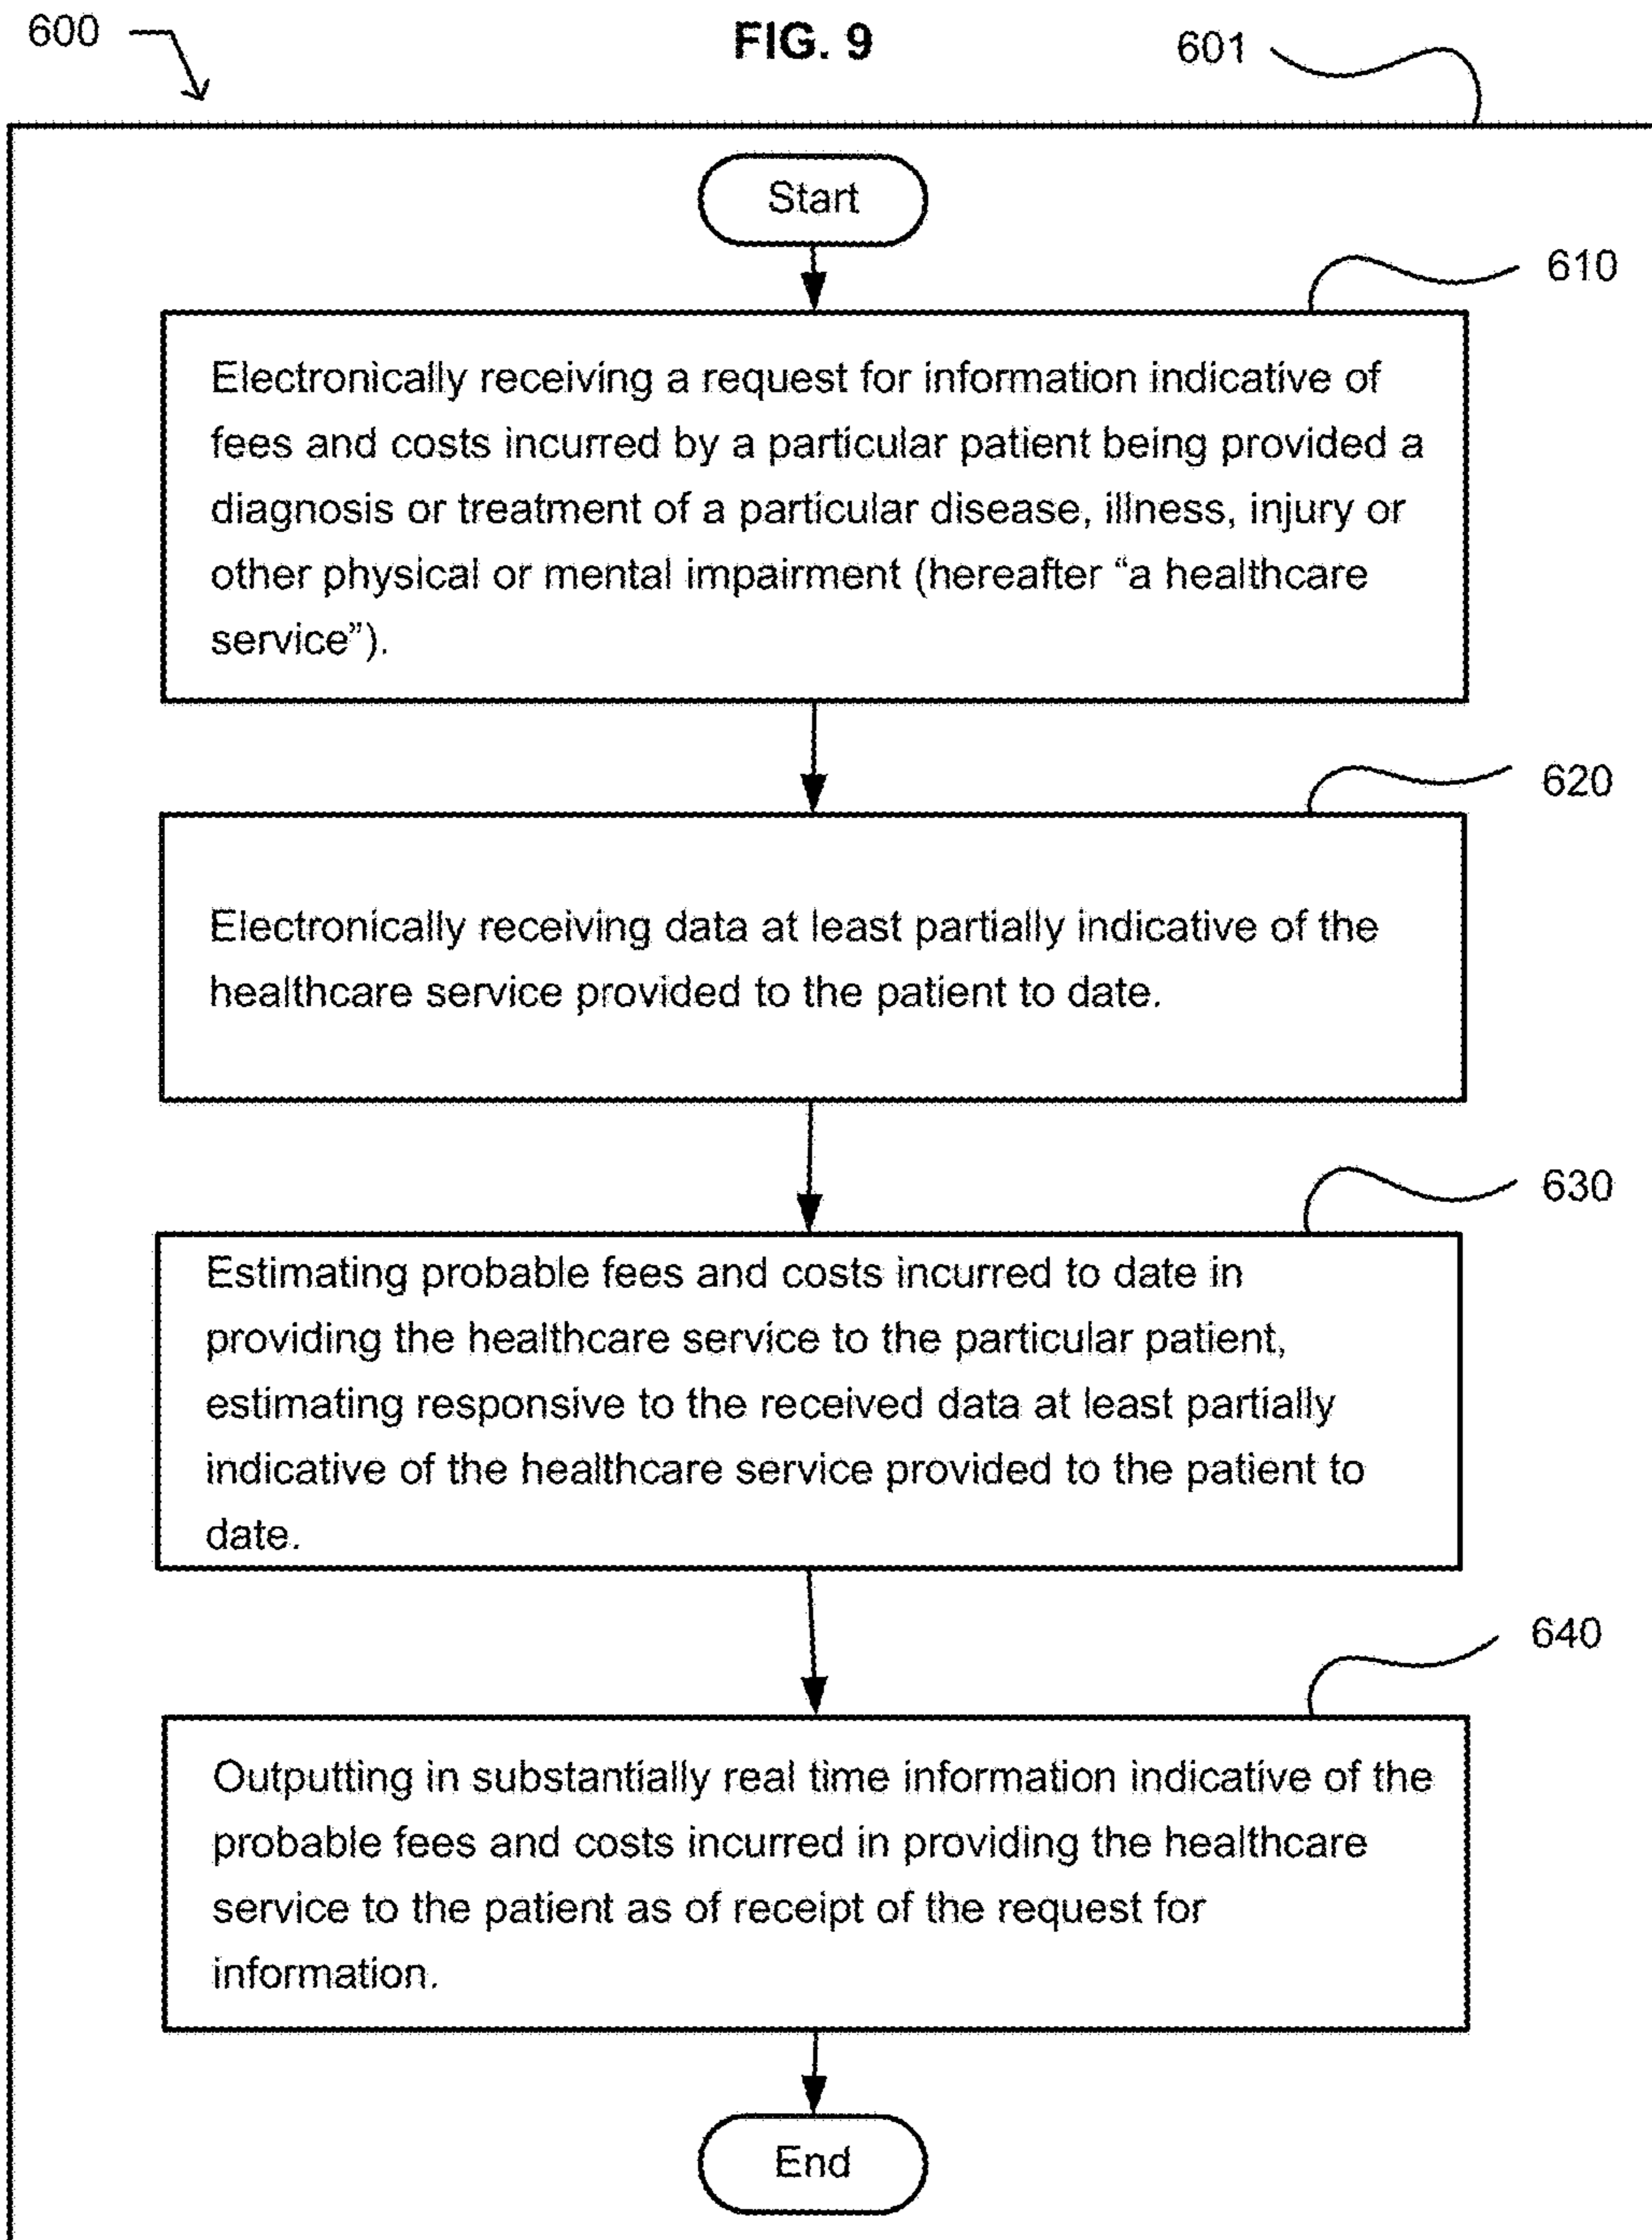 600
FIG. 9
601
Start
610
Electronically receiving a request for information indicative of
fees and costs incurred by a particular patient being provided a
diagnosis or treatment of a particular disease, illness, injury or
other physical or mental impairment (hereafter “a healthcare
service”).
620
Electronically receiving data at least partially indicative of the
healthcare service provided to the patient to date.
630
Estimating probable fees and costs incurred to date in
providing the healthcare service to the particular patient,
estimating responsive to the received data at least partially
indicative of the healthcare service provided to the patient to
date.
640
Outputting in substantially real time information indicative of the
probable fees and costs incurred in providing the healthcare
service to the patient as of receipt of the request for
information.
End